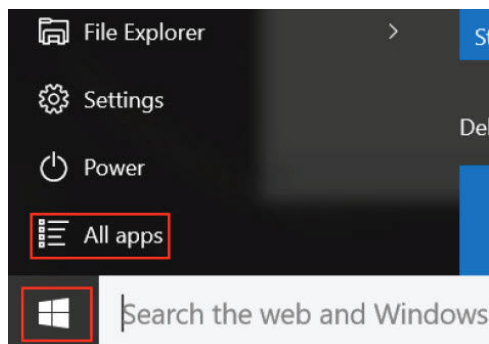 File Explorer
Settings
Power
All apps
Search the web and Windows